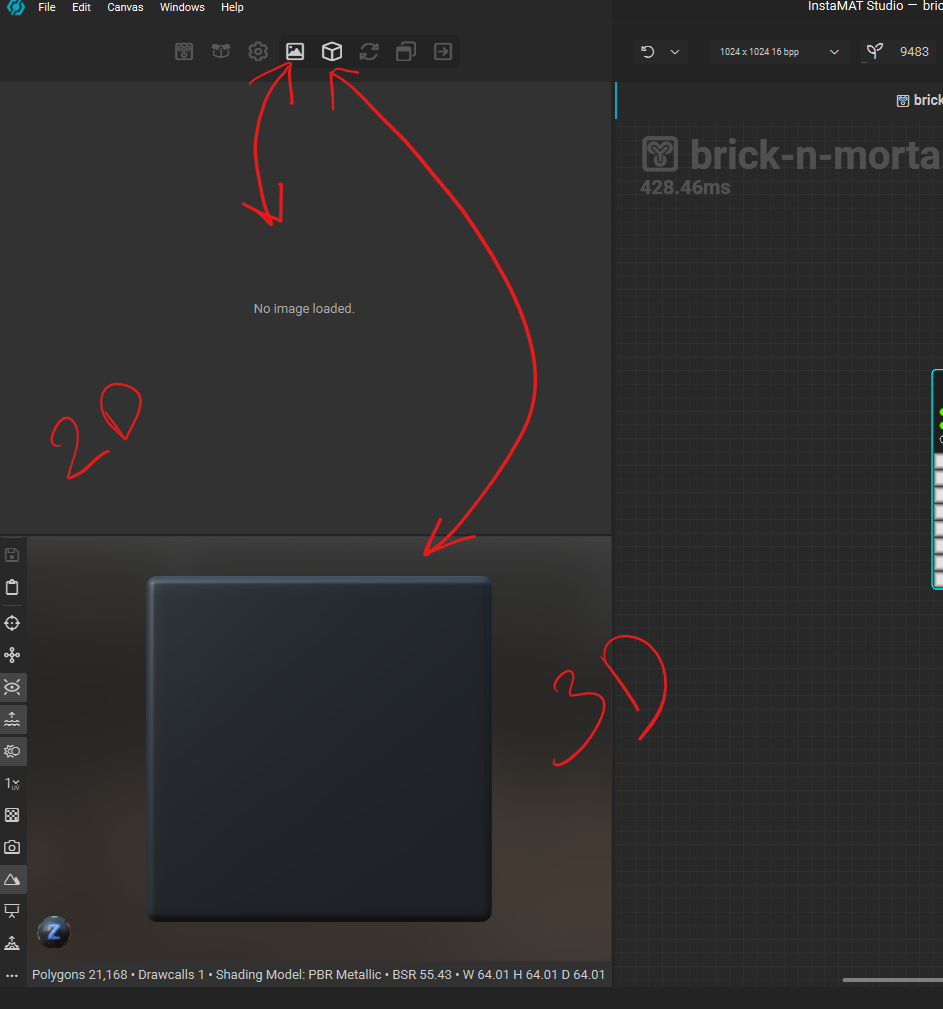 File Edit Canvas Windows Help
InstaMAT Studio — bric
1024 x 1024 16 bpp
9483
brick
brick-n-morta
428.46ms
No image loaded.
2D
3D
1
UV
Z
Polygons 21,168 • Drawcalls 1 • Shading Model: PBR Metallic • BSR 55.43 • W 64.01 H 64.01 D 64.01